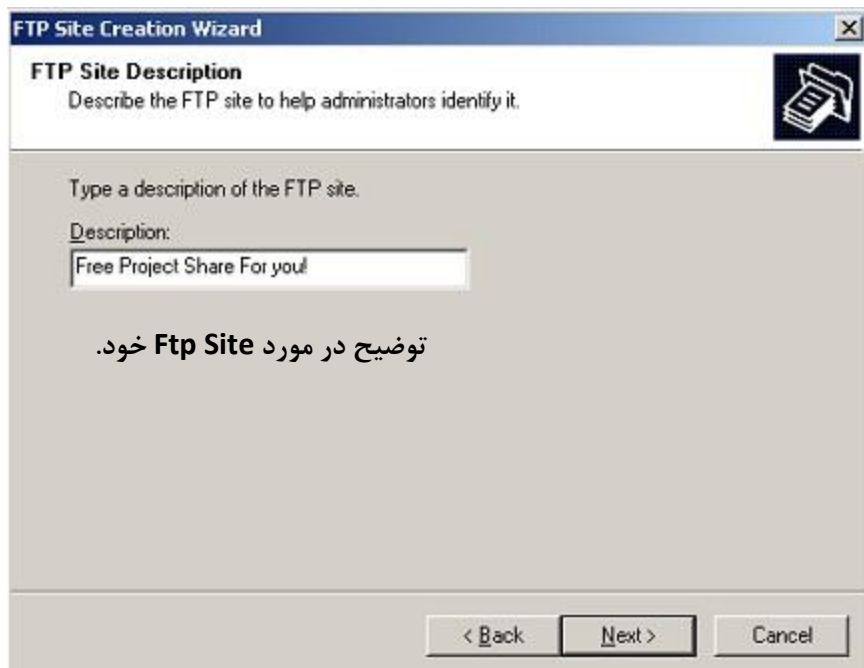 FTP Site Creation Wizard
FTP Site Description
Describe the FTP site to help administrators identify it.
Type a description of the FTP site.
Description:
Free Project Share For you!
توضیح در مورد Ftp Site خود.
< Back
Next >
Cancel